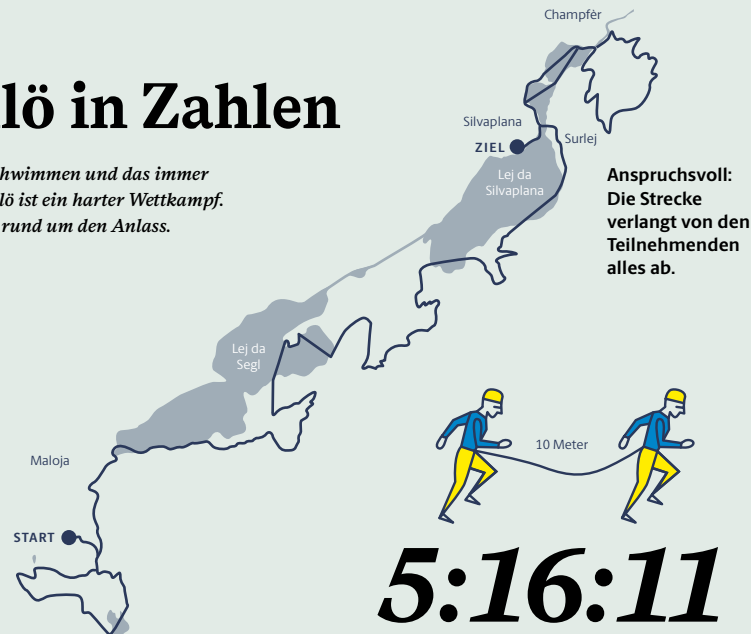 Champfèr
lö in Zahlen
Silvaplana
ZIEL
Surlej
hwimmen und das immer
lö ist ein harter Wettkampf.
rund um den Anlass.
Lej da
Silvaplana
Anspruchsvoll:
Die Strecke
verlangt von den
Teilnehmenden
alles ab.
Lej da
Segl
10 Meter
Maloja
START
5:16:11